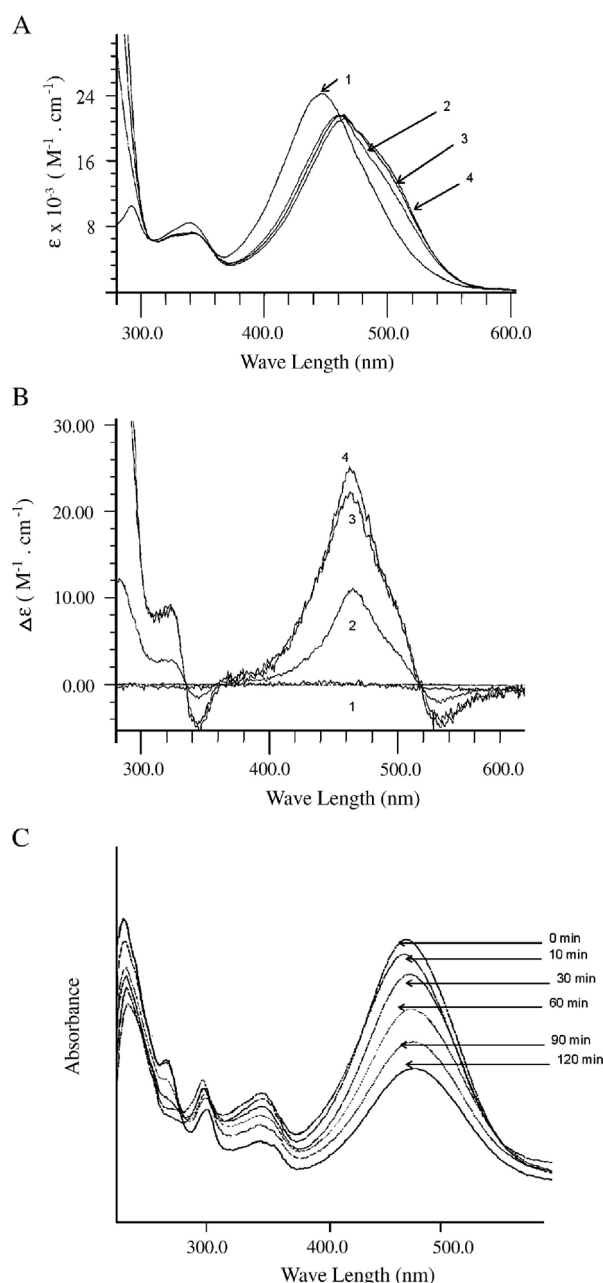 A
ε x 10⁻³ ( M⁻¹ . cm⁻¹)
24
16
8
1
2
3
4
300.0 400.0 500.0 600.0
Wave Length (nm)
B
Δε ( M⁻¹ . cm⁻¹)
30.00
20.00
10.00
0.00
4
3
2
1
300.0 400.0 500.0 600.0
Wave Length (nm)
C
Absorbance
0 min
10 min
30 min
60 min
90 min
120 min
300.0 400.0 500.0
Wave Length (nm)